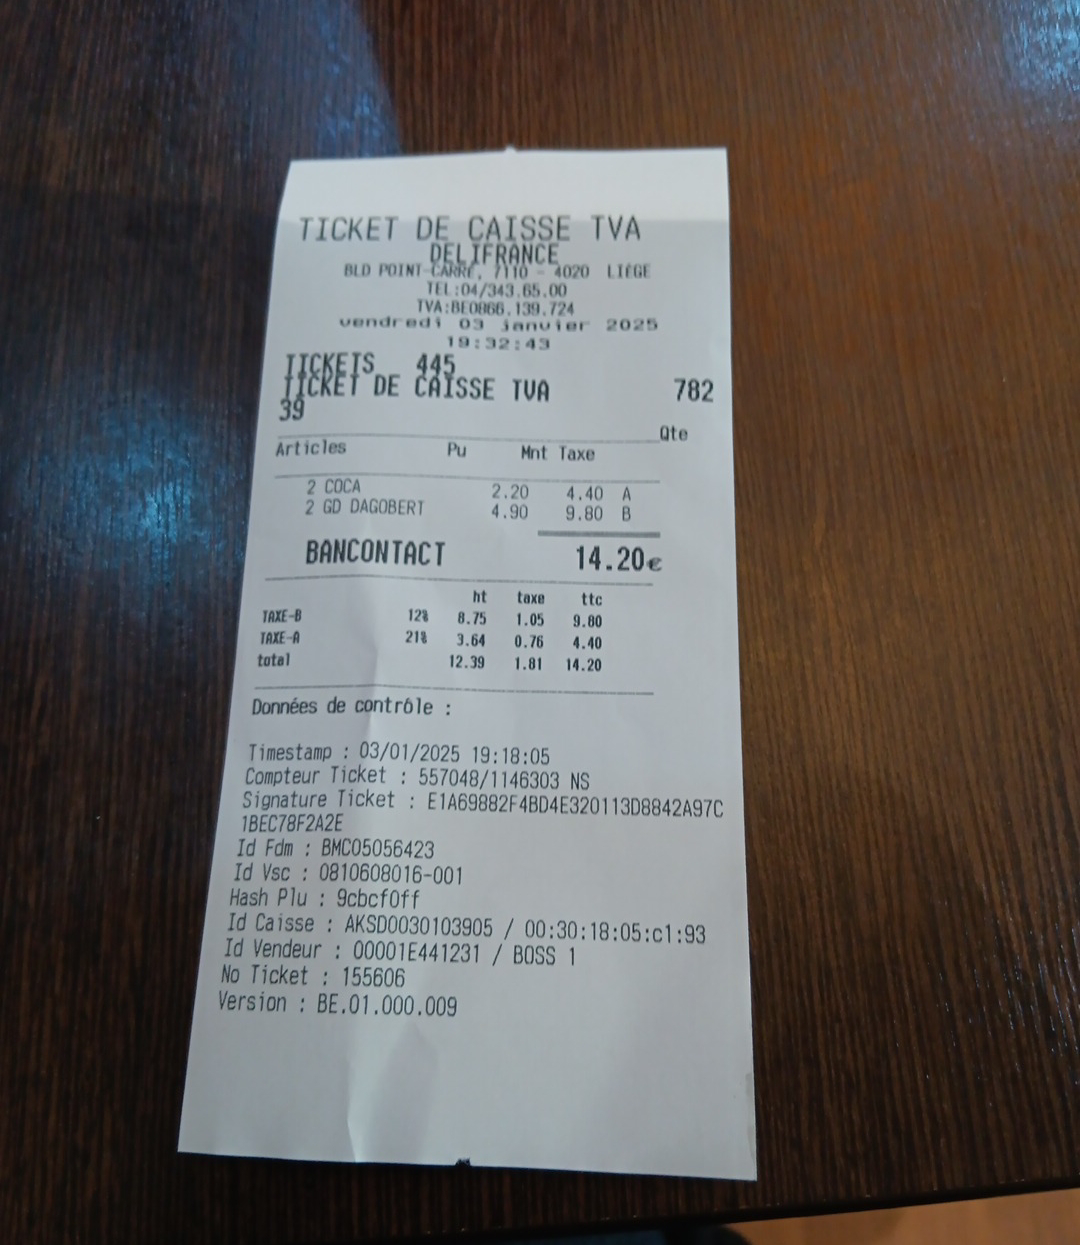 TICKET DE CAISSE TVA
DELIFRANCE
BLD POINT-CARRÉ, 7110 - 4020 LIÉGE
TEL:04/343.65.00
TVA:BE0866.139.724
vendredi 03 janvier 2025
19:32:43
TICKETS 445
TICKET DE CAISSE TVA 782
39
Qte
Articles Pu Mnt Taxe
2 COCA 2.20 4.40 A
2 GD DAGOBERT 4.90 9.80 B
BANCONTACT 14.20€
ht taxe ttc
TAXE-B 12% 8.75 1.05 9.80
TAXE-A 21% 3.64 0.76 4.40
total 12.39 1.81 14.20
Données de contrôle :
Timestamp : 03/01/2025 19:18:05
Compteur Ticket : 557048/1146303 NS
Signature Ticket : E1A69882F4BD4E320113D8842A97C
1BEC78F2A2E
Id Fdm : BMC05056423
Id Vsc : 0810608016-001
Hash Plu : 9cbcf0ff
Id Caisse : AKSD0030103905 / 00:30:18:05:c1:93
Id Vendeur : 00001E441231 / BOSS 1
No Ticket : 155606
Version : BE.01.000.009